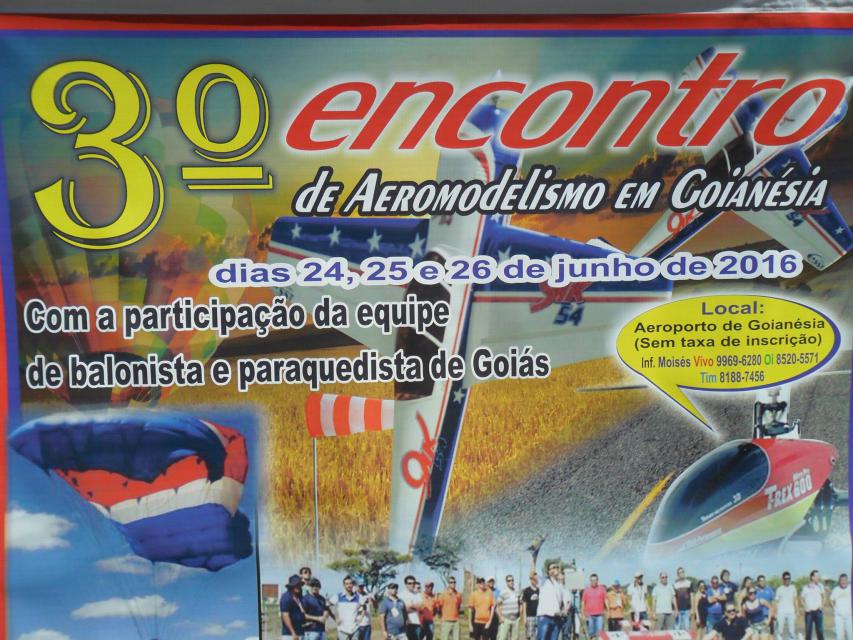 3º encontro
de AEROMODELISMO EM GOIANÉSIA
dias 24, 25 e 26 de junho de 2016
Com a participação da equipe
de balonista e paraquedista de Goiás
Local:
Aeroporto de Goianésia
(Sem taxa de inscrição)
Inf. Moisés Vivo 9969-6280 Oi 8520-5571
Tim 8188-7456
54
54
T-REX 600